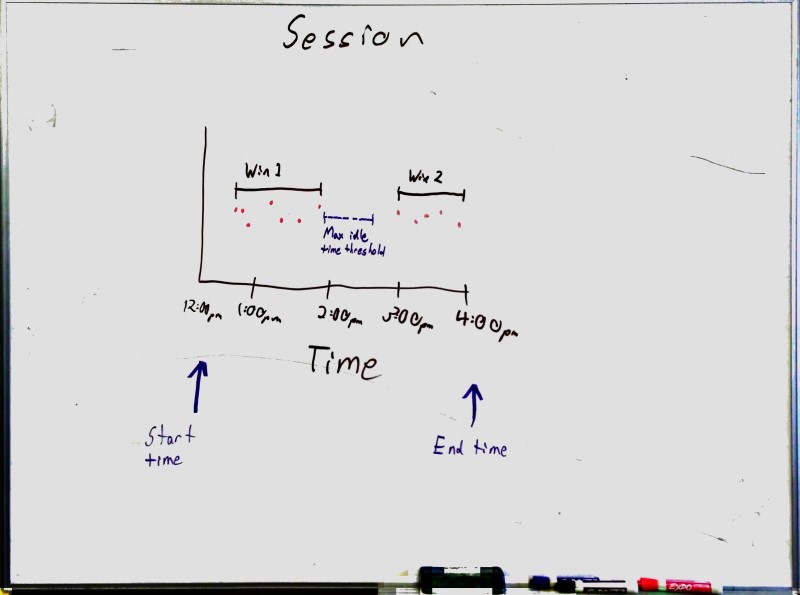 Session
Win 1
Win 2
Max idle
time threshold
12:00pm 1:00pm 2:00pm 3:00pm 4:00pm
Time
Start
time
End time
EXPO